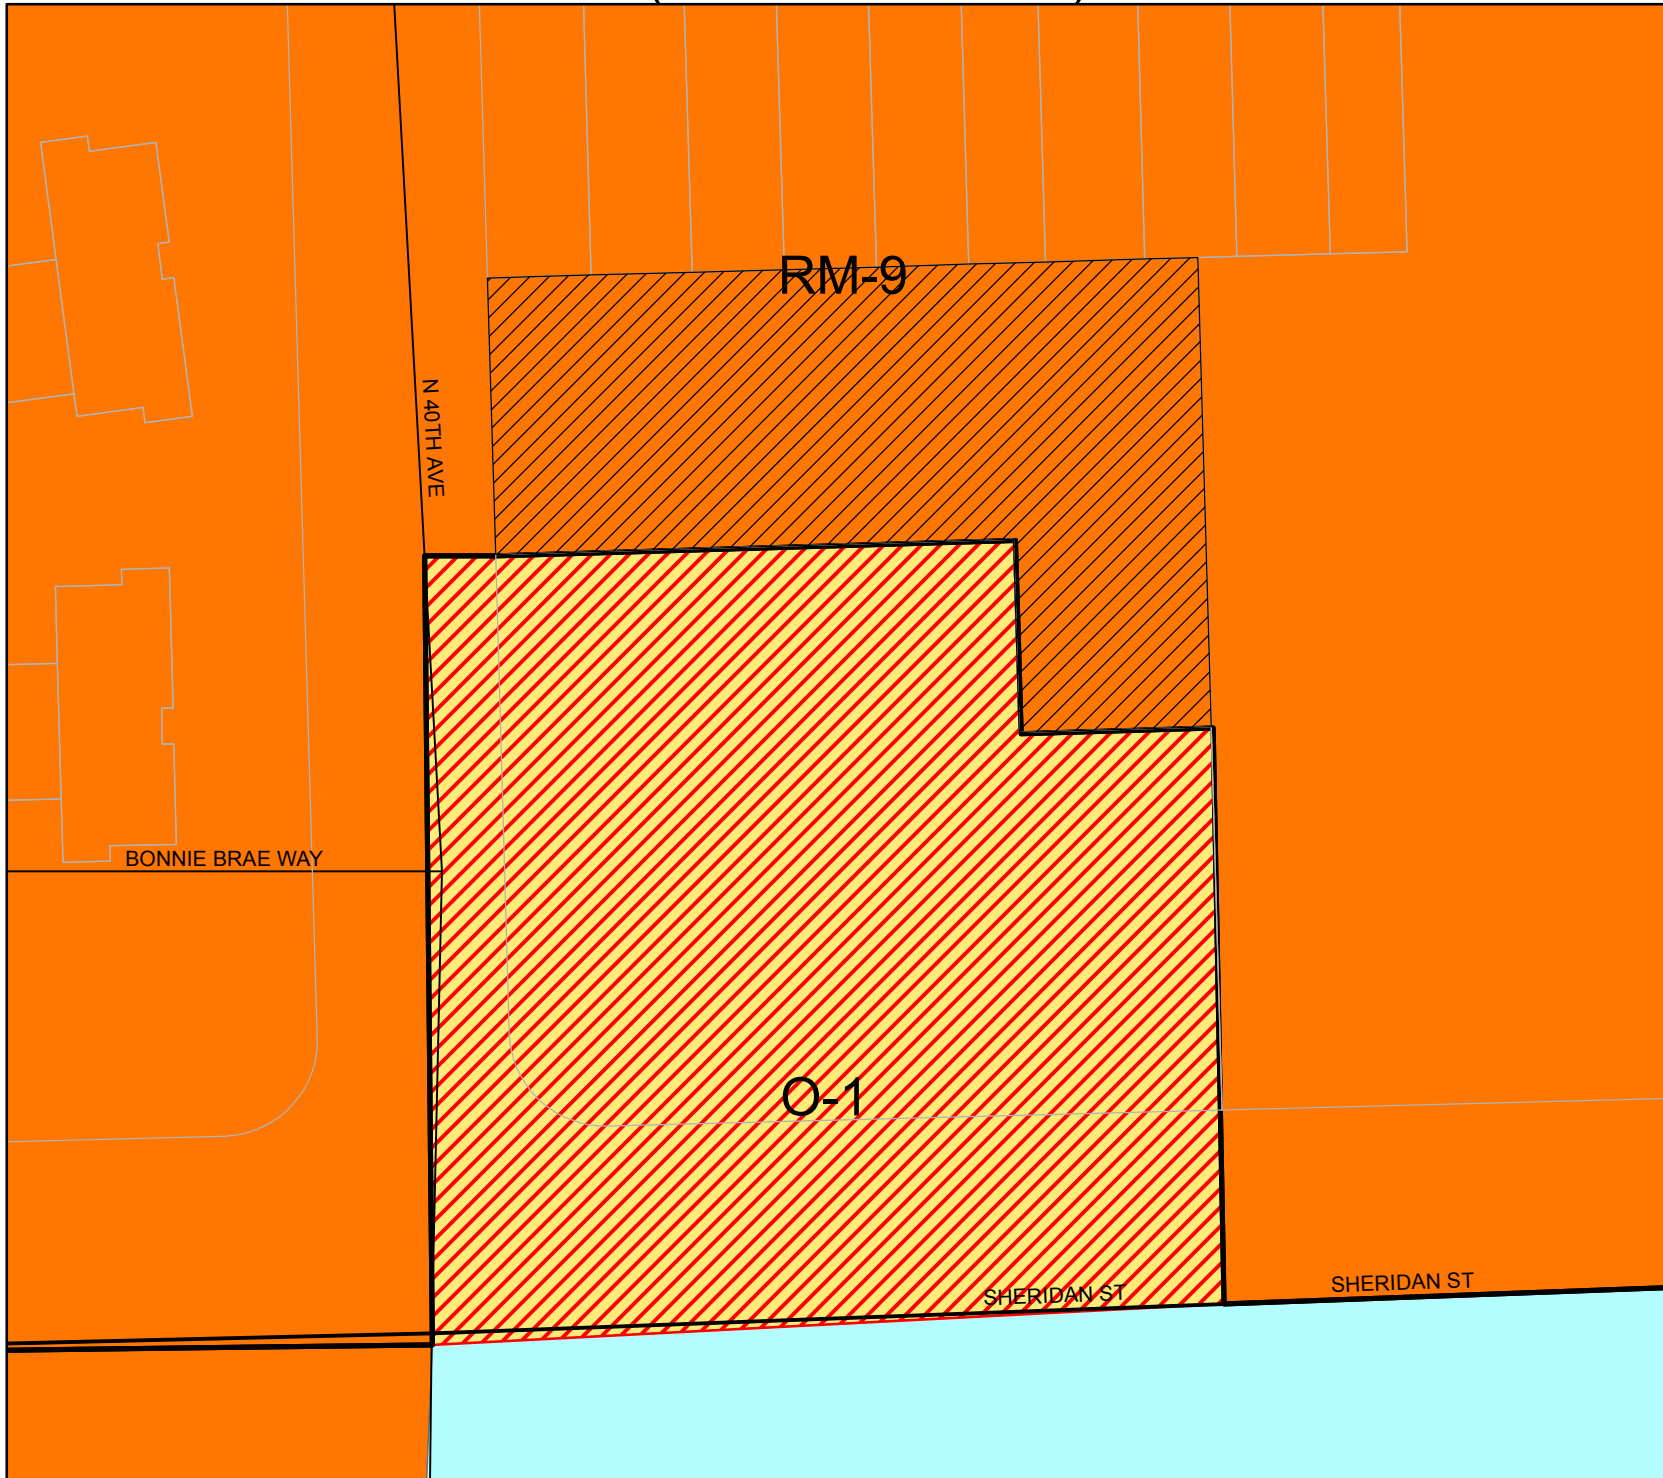 RM-9
N 40TH AVE
BONNIE BRAE WAY
O-1
SHERIDAN ST
SHERIDAN ST